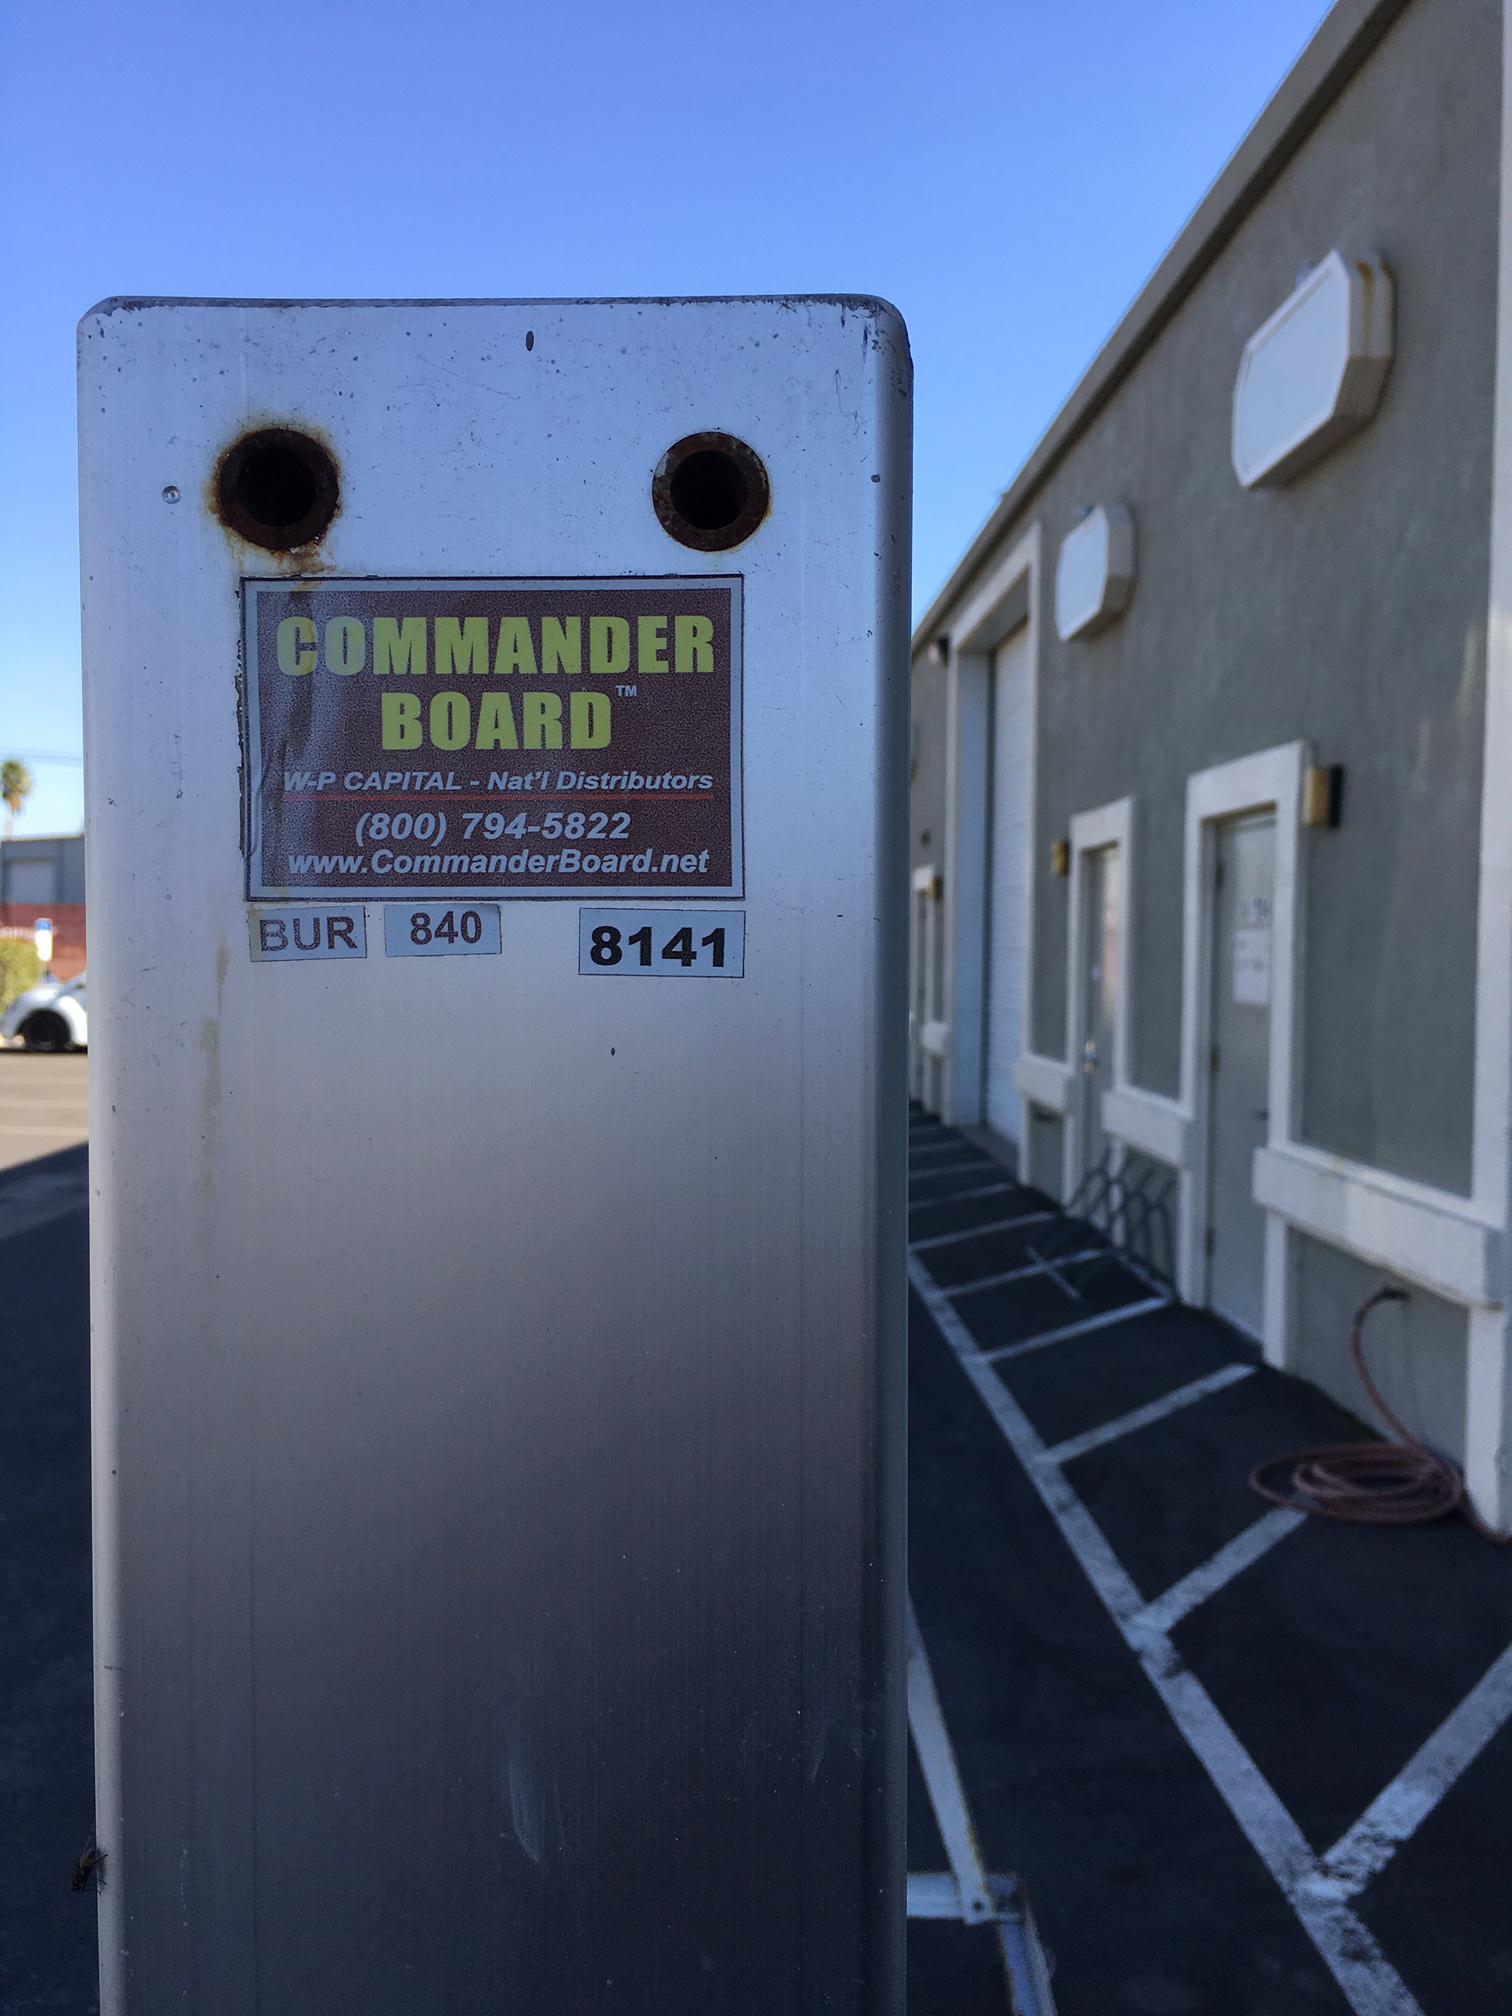 COMMANDER
BOARD™
W-P CAPITAL - Nat'l Distributors
(800) 794-5822
www.CommanderBoard.net
BUR 840 8141